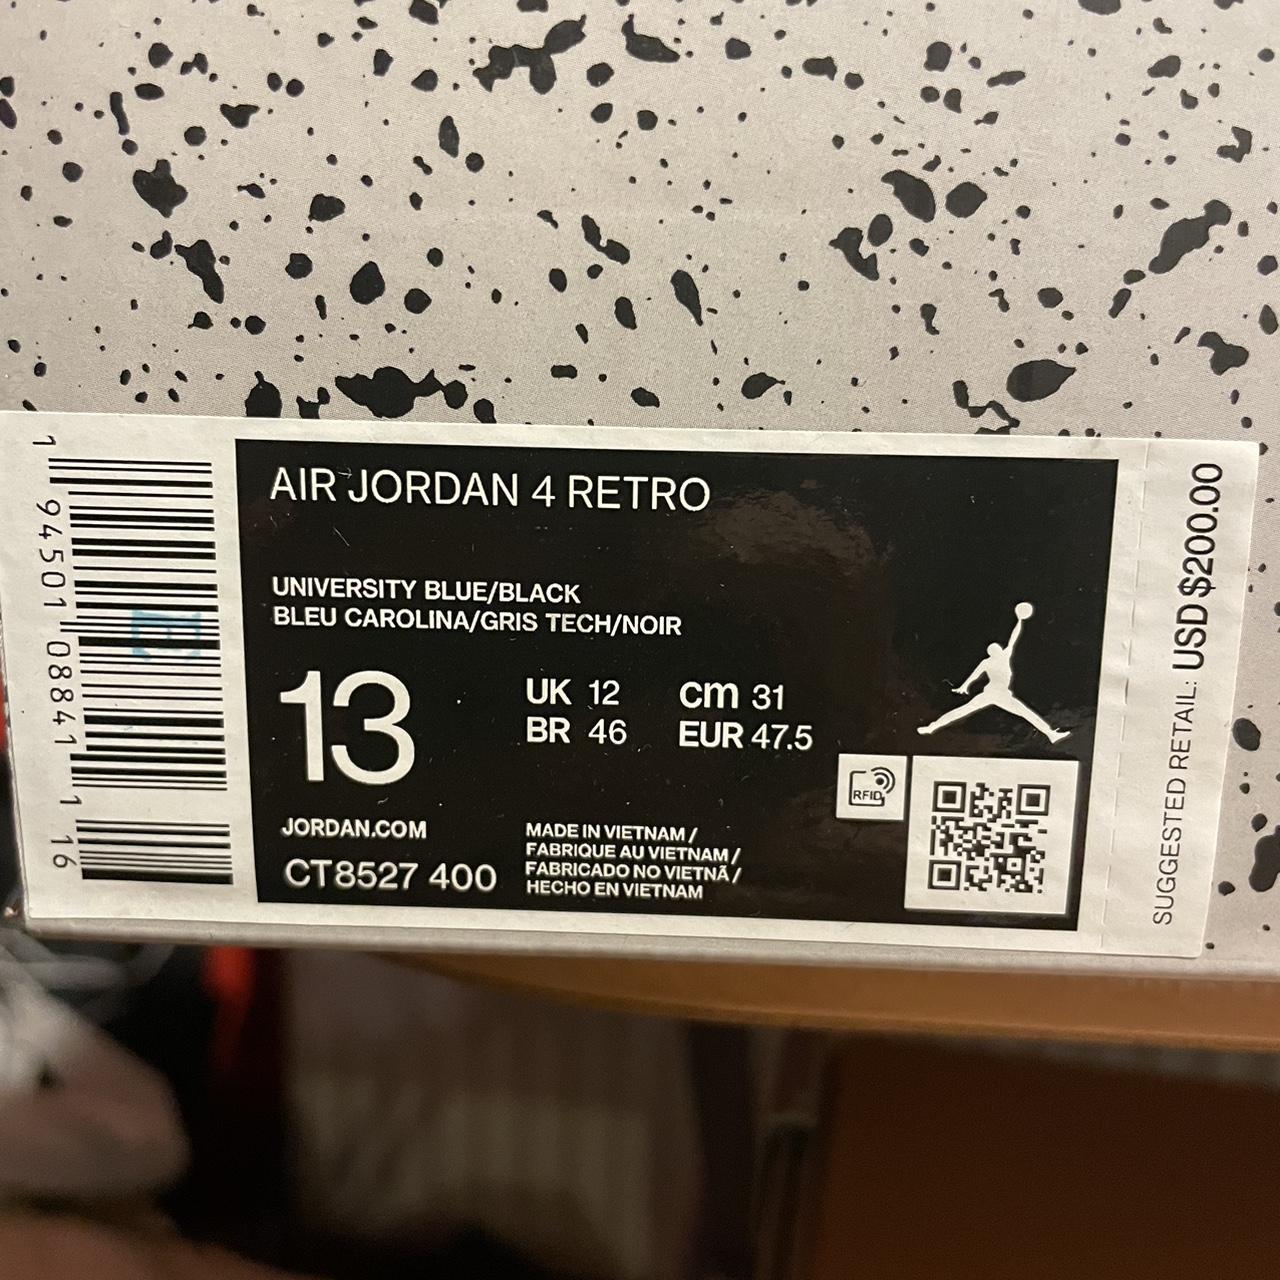 AIR JORDAN 4 RETRO
UNIVERSITY BLUE/BLACK
BLEU CAROLINA/GRIS TECH/NOIR
13
UK 12
cm 31
BR 46
EUR 47.5
RFID
JORDAN.COM
CT8527 400
MADE IN VIETNAM /
FABRIQUE AU VIETNAM /
FABRICADO NO VIETNÃ /
HECHO EN VIETNAM
1 94501 08841 1 16
SUGGESTED RETAIL: USD $200.00